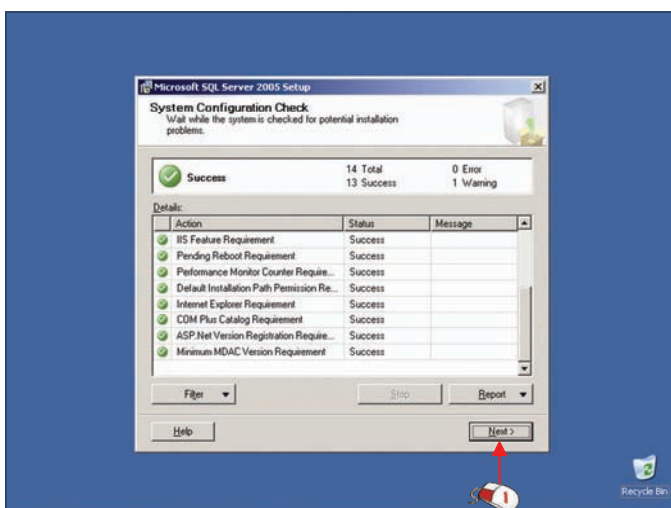 Microsoft SQL Server 2005 Setup
System Configuration Check
Wait while the system is checked for potential installation
problems.
Success
14 Total
0 Error
13 Success
1 Warning
Details:
Action Status Message
IIS Feature Requirement Success
Pending Reboot Requirement Success
Performance Monitor Counter Require... Success
Default Installation Path Permission Re... Success
Internet Explorer Requirement Success
COM Plus Catalog Requirement Success
ASP.Net Version Registration Require... Success
Minimum MDAC Version Requirement Success
Filter
Stop
Report
Help
Next >
1
Recycle Bin